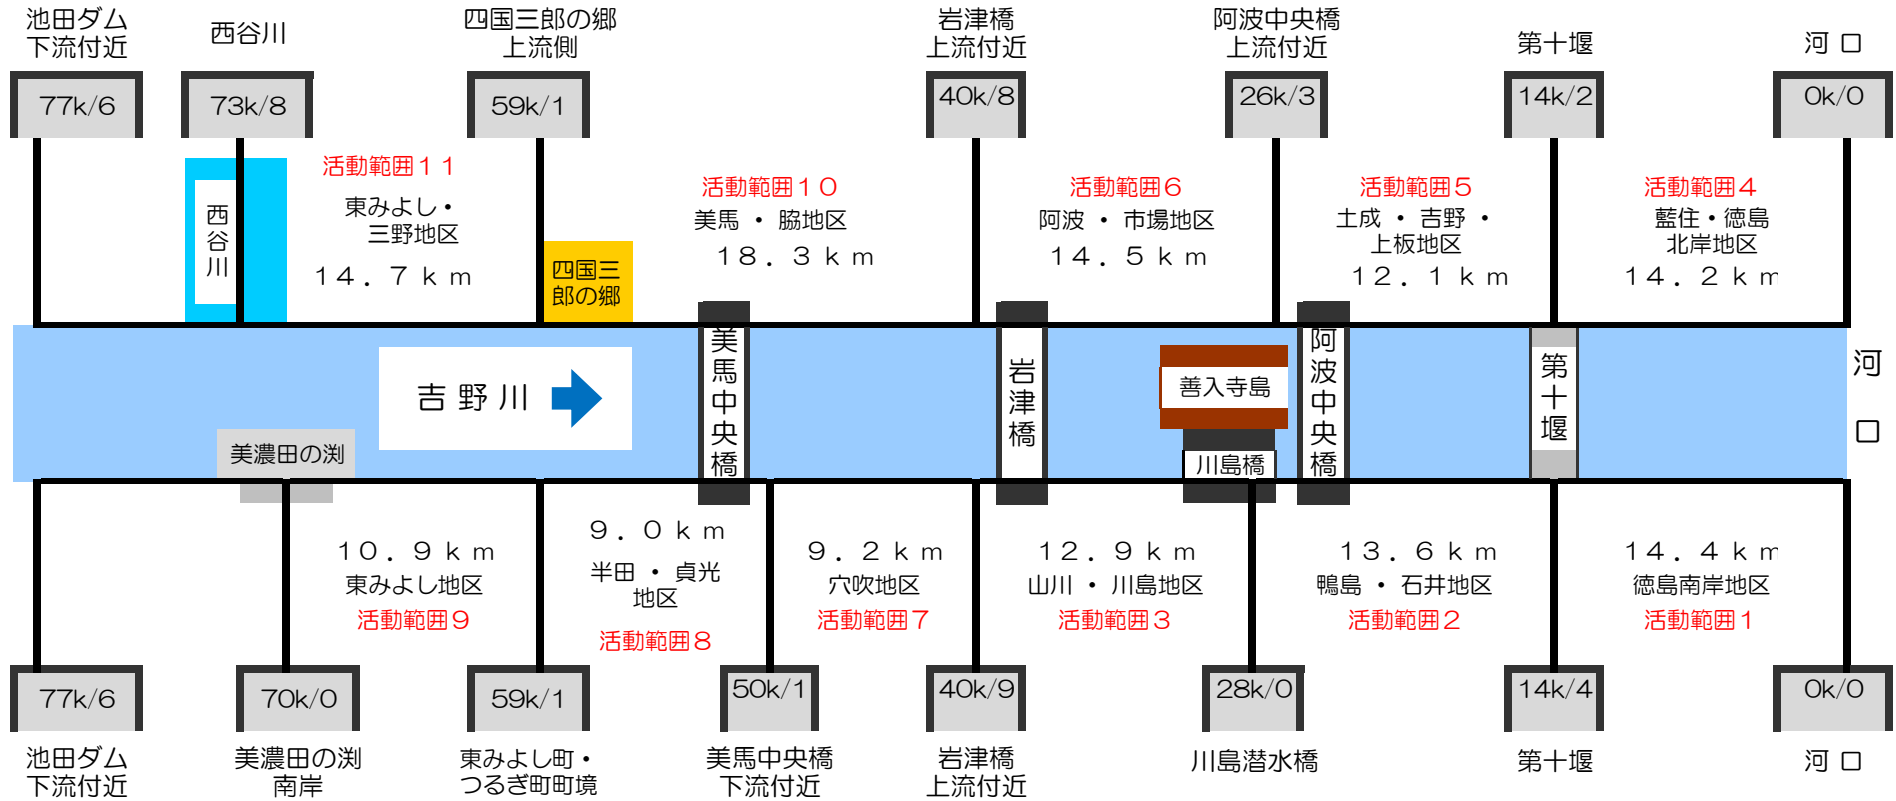 池田ダム
下流付近
西谷川
四国三郎の郷
上流側
岩津橋
上流付近
阿波中央橋
上流付近
第十堰
河 口
77k/6
73k/8
59k/1
40k/8
26k/3
14k/2
0k/0
西谷川
活動範囲１１
東みよし・
三野地区
１４．７ｋｍ
四国三
郎の郷
活動範囲１０
美馬 ・ 脇地区
１８．３ｋｍ
活動範囲６
阿波 ・ 市場地区
１４．５ｋｍ
活動範囲５
土成 ・ 吉野 ・
上板地区
１２．１ｋｍ
活動範囲４
藍住・徳島
北岸地区
１４．２ｋｍ
吉 野 川
美濃田の渕
美馬中央橋
岩津橋
善入寺島
川島橋
阿波中央橋
第十堰
河 口
１０．９ｋｍ
東みよし地区
活動範囲９
９．０ｋｍ
半田 ・ 貞光
地区
活動範囲８
９．２ｋｍ
穴吹地区
活動範囲７
１２．９ｋｍ
山川 ・ 川島地区
活動範囲３
１３．６ｋｍ
鴨島 ・ 石井地区
活動範囲２
１４．４ｋｍ
徳島南岸地区
活動範囲１
77k/6
70k/0
59k/1
50k/1
40k/9
28k/0
14k/4
0k/0
池田ダム
下流付近
美濃田の渕
南岸
東みよし町・
つるぎ町町境
美馬中央橋
下流付近
岩津橋
上流付近
川島潜水橋
第十堰
河 口